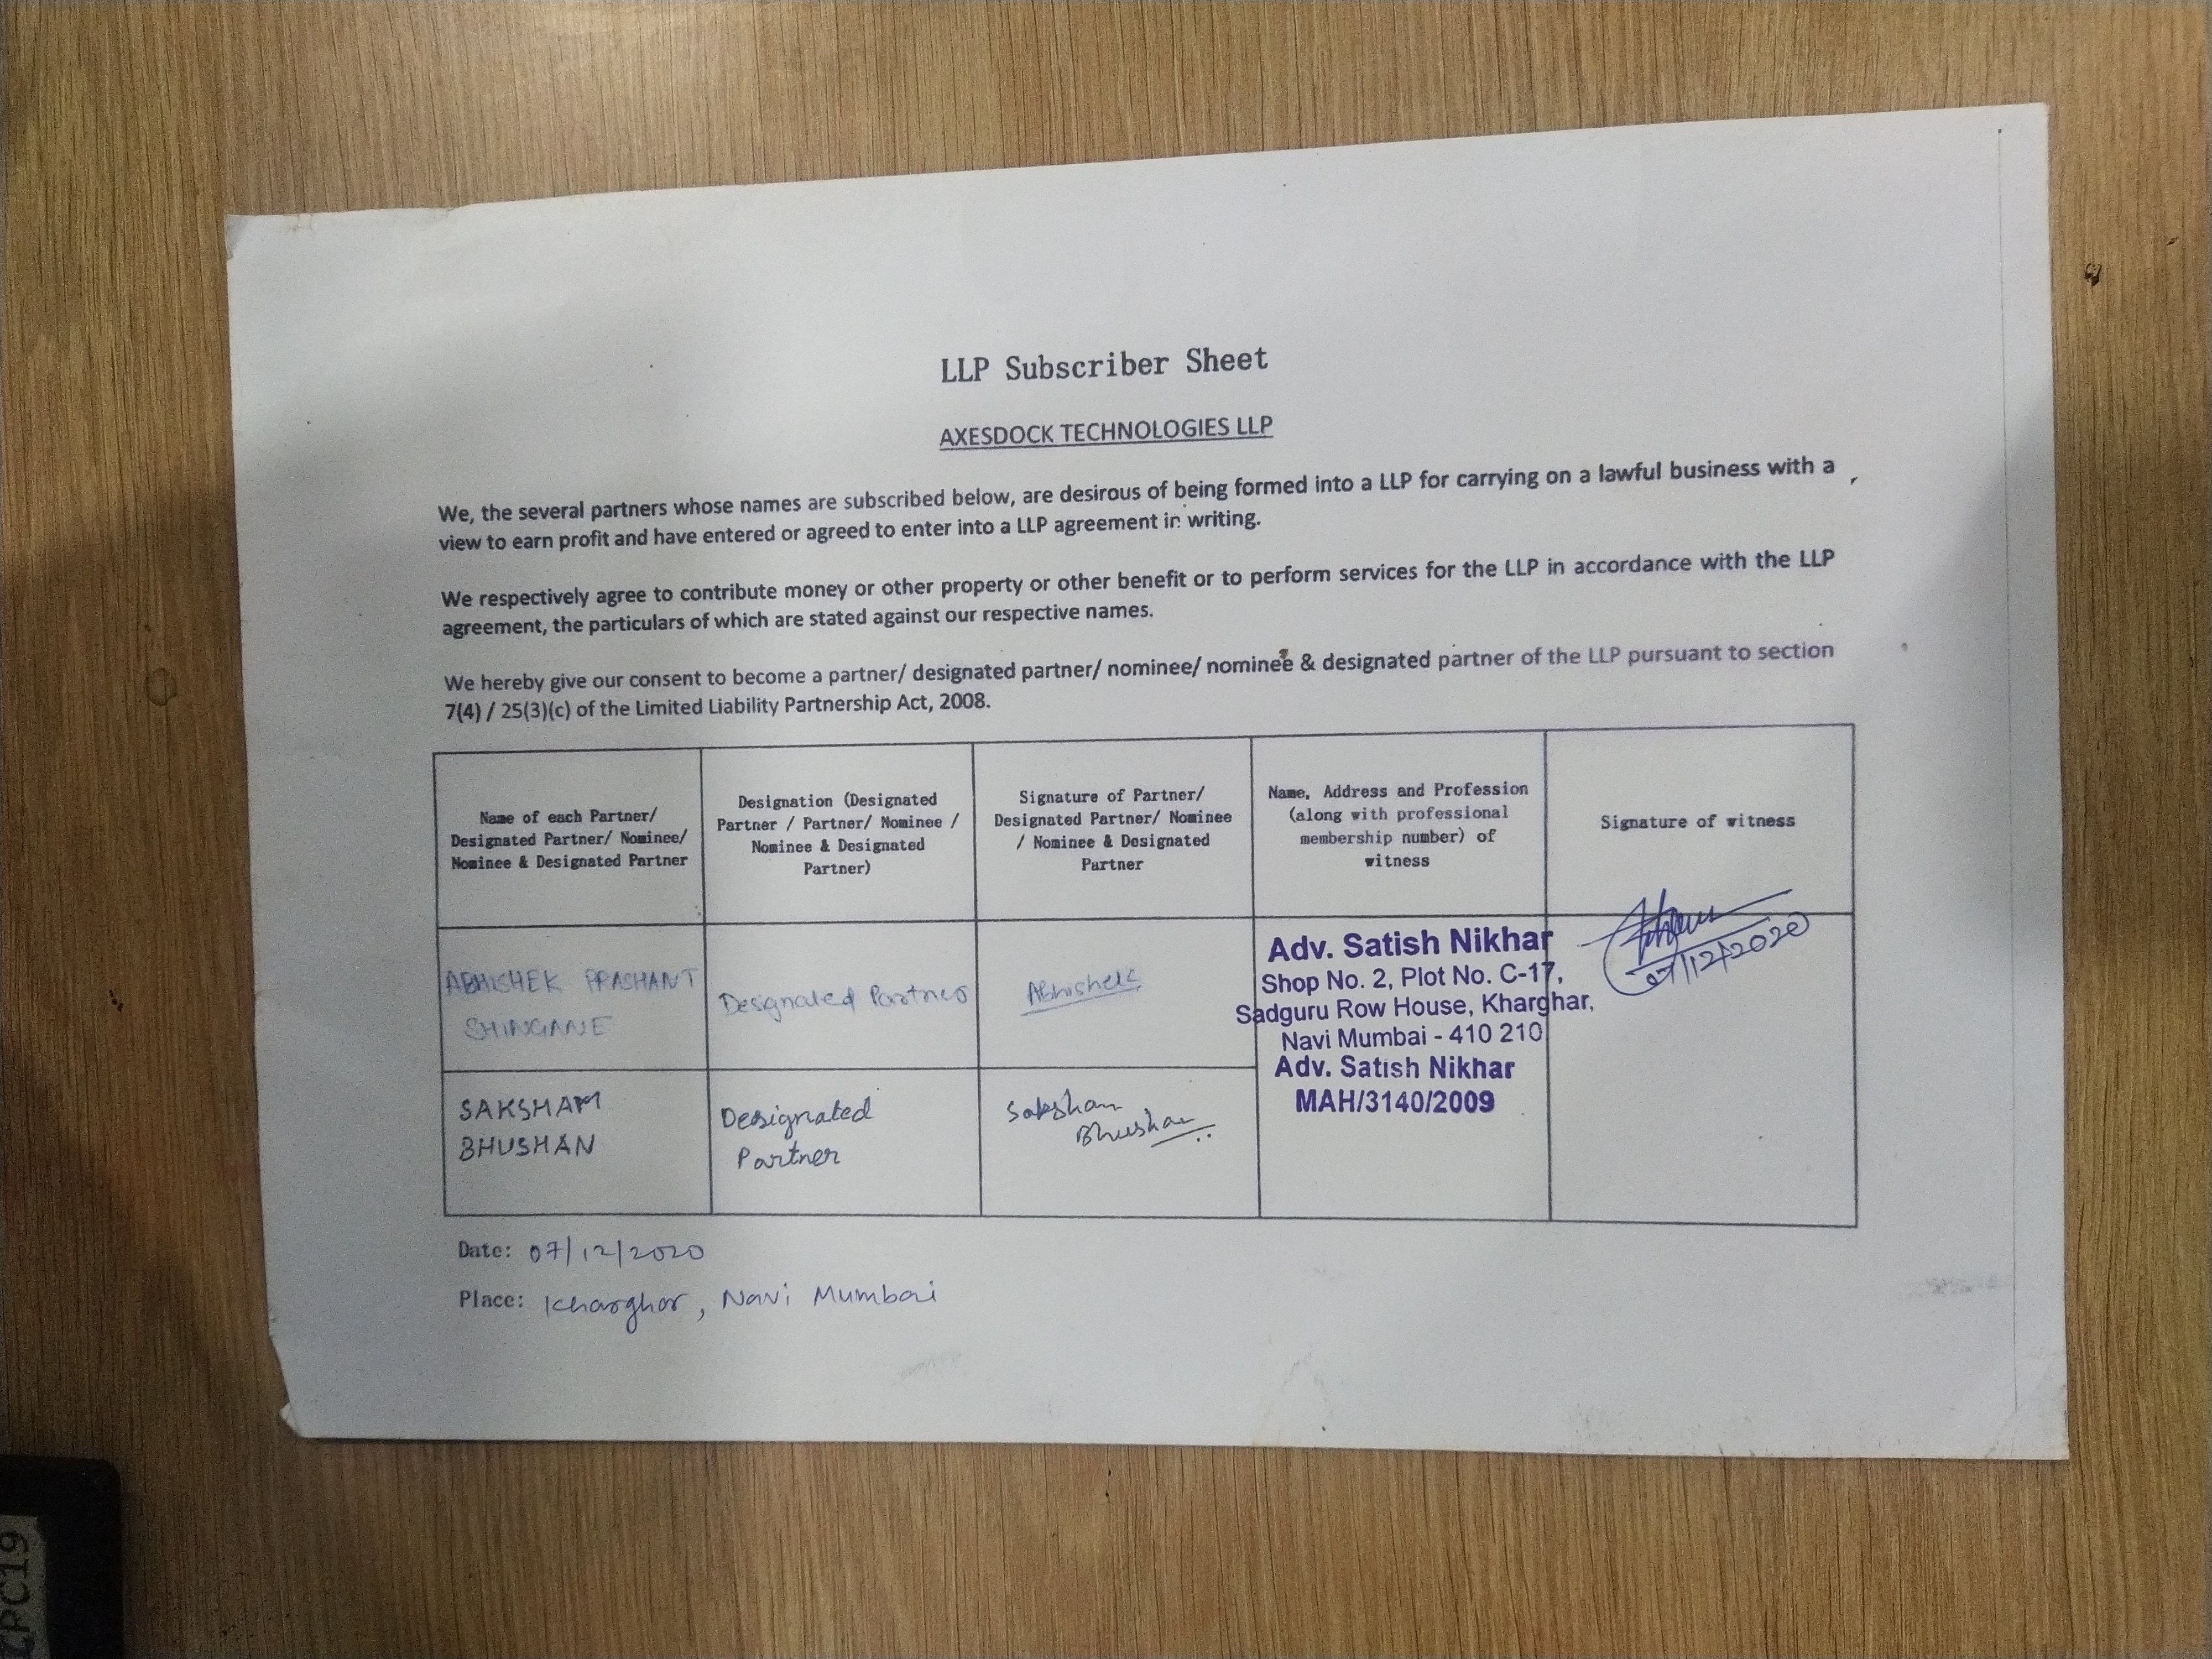 CPC19
LLP Subscriber Sheet
AXESDOCK TECHNOLOGIES LLP
We, the several partners whose names are subscribed below, are desirous of being formed into a LLP for carrying on a lawful business with a
view to earn profit and have entered or agreed to enter into a LLP agreement in writing.
We respectively agree to contribute money or other property or other benefit or to perform services for the LLP in accordance with the LLP
agreement, the particulars of which are stated against our respective names.
We hereby give our consent to become a partner/ designated partner/ nominee/ nominee & designated partner of the LLP pursuant to section
7(4) / 25(3)(c) of the Limited Liability Partnership Act, 2008.
Name of each Partner/
Designated Partner/ Nominee/
Nominee & Designated Partner
Designation (Designated
Partner / Partner/ Nominee /
Nominee & Designated
Partner)
Signature of Partner/
Designated Partner/ Nominee
/ Nominee & Designated
Partner
Name, Address and Profession
(along with professional
membership number) of
witness
Signature of witness
ABHISHEK PRASHANT
SHINGNE
Designated Partner
Abhishek
Adv. Satish Nikhar
Shop No. 2, Plot No. C-17,
Sadguru Row House, Kharghar,
Navi Mumbai - 410 210
Adv. Satish Nikhar
MAH/3140/2009
07/12/2020
SAKSHAM
BHUSHAN
Designated
Partner
Saksham
Bhushan
Date: 07/12/2020
Place: Kharghar, Navi Mumbai